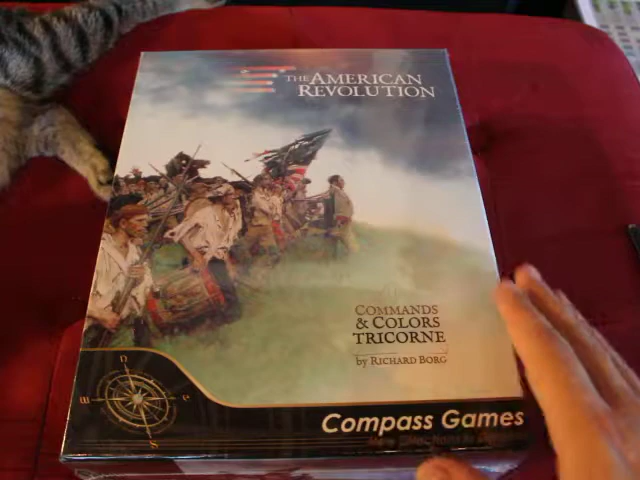 THE AMERICAN
REVOLUTION
COMMANDS
& COLORS
TRICORNE
by RICHARD BORG
n
w e
s
Compass Games